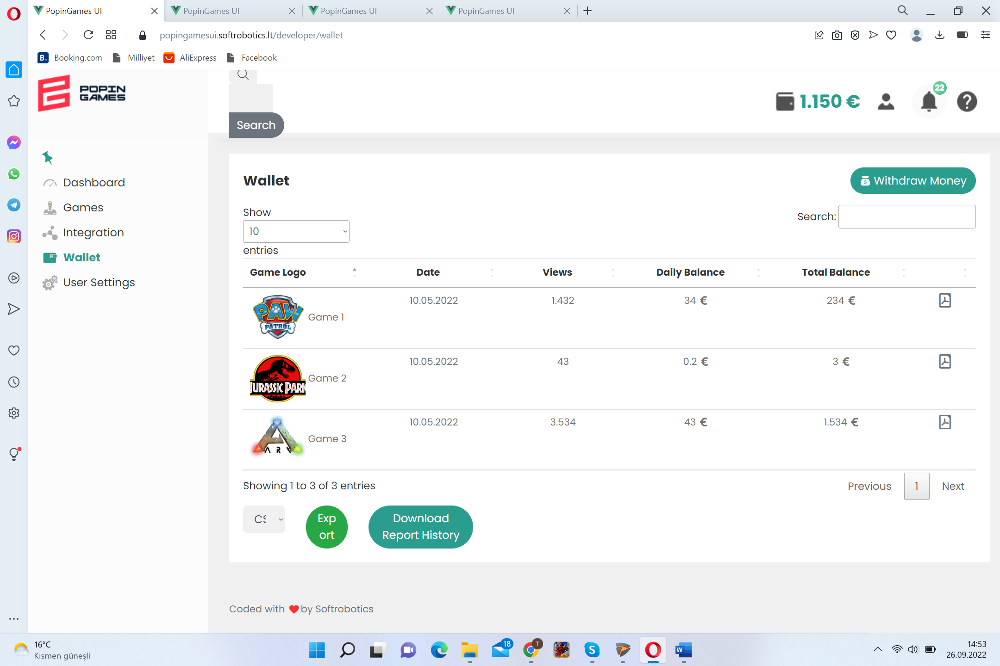 PopinGames UI
PopinGames UI
PopinGames UI
PopinGames UI
popingamesui.softrobotics.lt/developer/wallet
Booking.com
Milliyet
AliExpress
Facebook
POPIN
GAMES
Search
1.150 €
22
Dashboard
Games
Integration
Wallet
User Settings
Wallet
Withdraw Money
Show
10
entries
Search:
Game Logo Date Views Daily Balance Total Balance
PAW
PATROL
Game 1 10.05.2022 1.432 34 € 234 €
JURASSIC PARK
Game 2 10.05.2022 43 0.2 € 3 €
ARK
Game 3 10.05.2022 3.534 43 € 1.534 €
Showing 1 to 3 of 3 entries
Previous 1 Next
Exp
ort
Download
Report History
Coded with by Softrobotics
16°C
Kısmen güneşli
18
T
14:53
26.09.2022